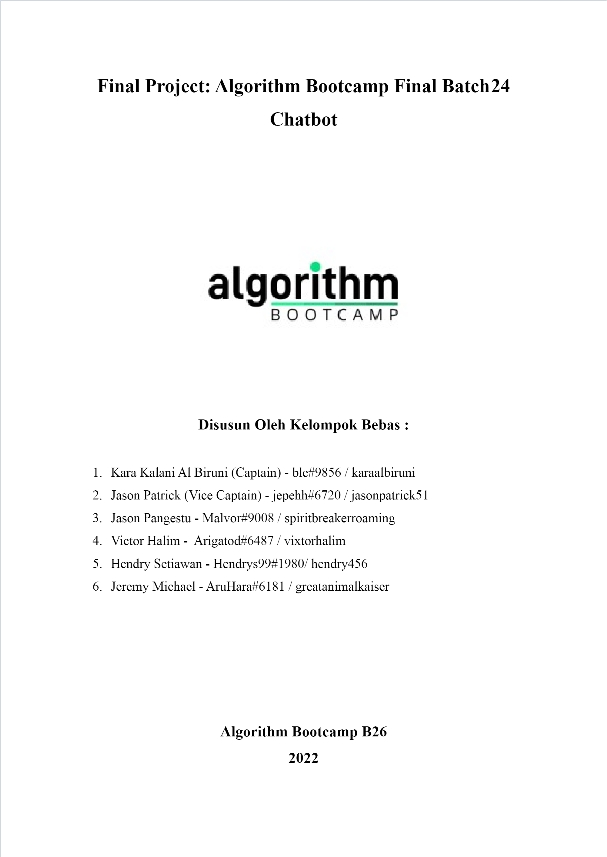 Final Project: Algorithm Bootcamp Final Batch24
Chatbot
algorithm
BOOTCAMP
Disusun Oleh Kelompok Bebas :
1. Kara Kalani Al Biruni (Captain) - ble#9856 / karaalbiruni
2. Jason Patrick (Vice Captain) - jepehh#6720 / jasonpatrick51
3. Jason Pangestu - Malvor#9008 / spiritbreakerroaming
4. Victor Halim - Arigatod#6487 / vixtorhalim
5. Hendry Setiawan - Hendrys99#1980/ hendry456
6. Jeremy Michael - AruHara#6181 / greatanimalkaiser
Algorithm Bootcamp B26
2022